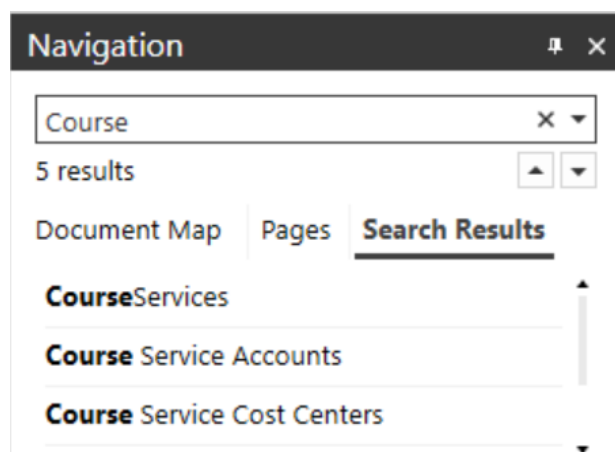 Navigation
Course
5 results
Document Map Pages Search Results
CourseServices
Course Service Accounts
Course Service Cost Centers